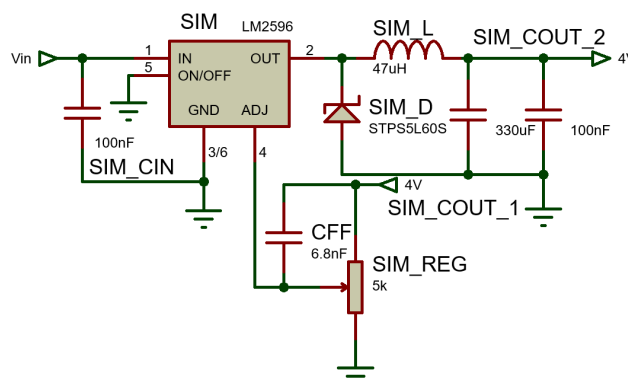 SIM
LM2596
Vin
1
IN
OUT
2
5
ON/OFF
GND
ADJ
3/6
4
100nF
SIM_CIN
SIM_L
47uH
SIM_COUT_2
4V
SIM_D
STPS5L60S
330uF
100nF
4V
SIM_COUT_1
CFF
6.8nF
SIM_REG
5k